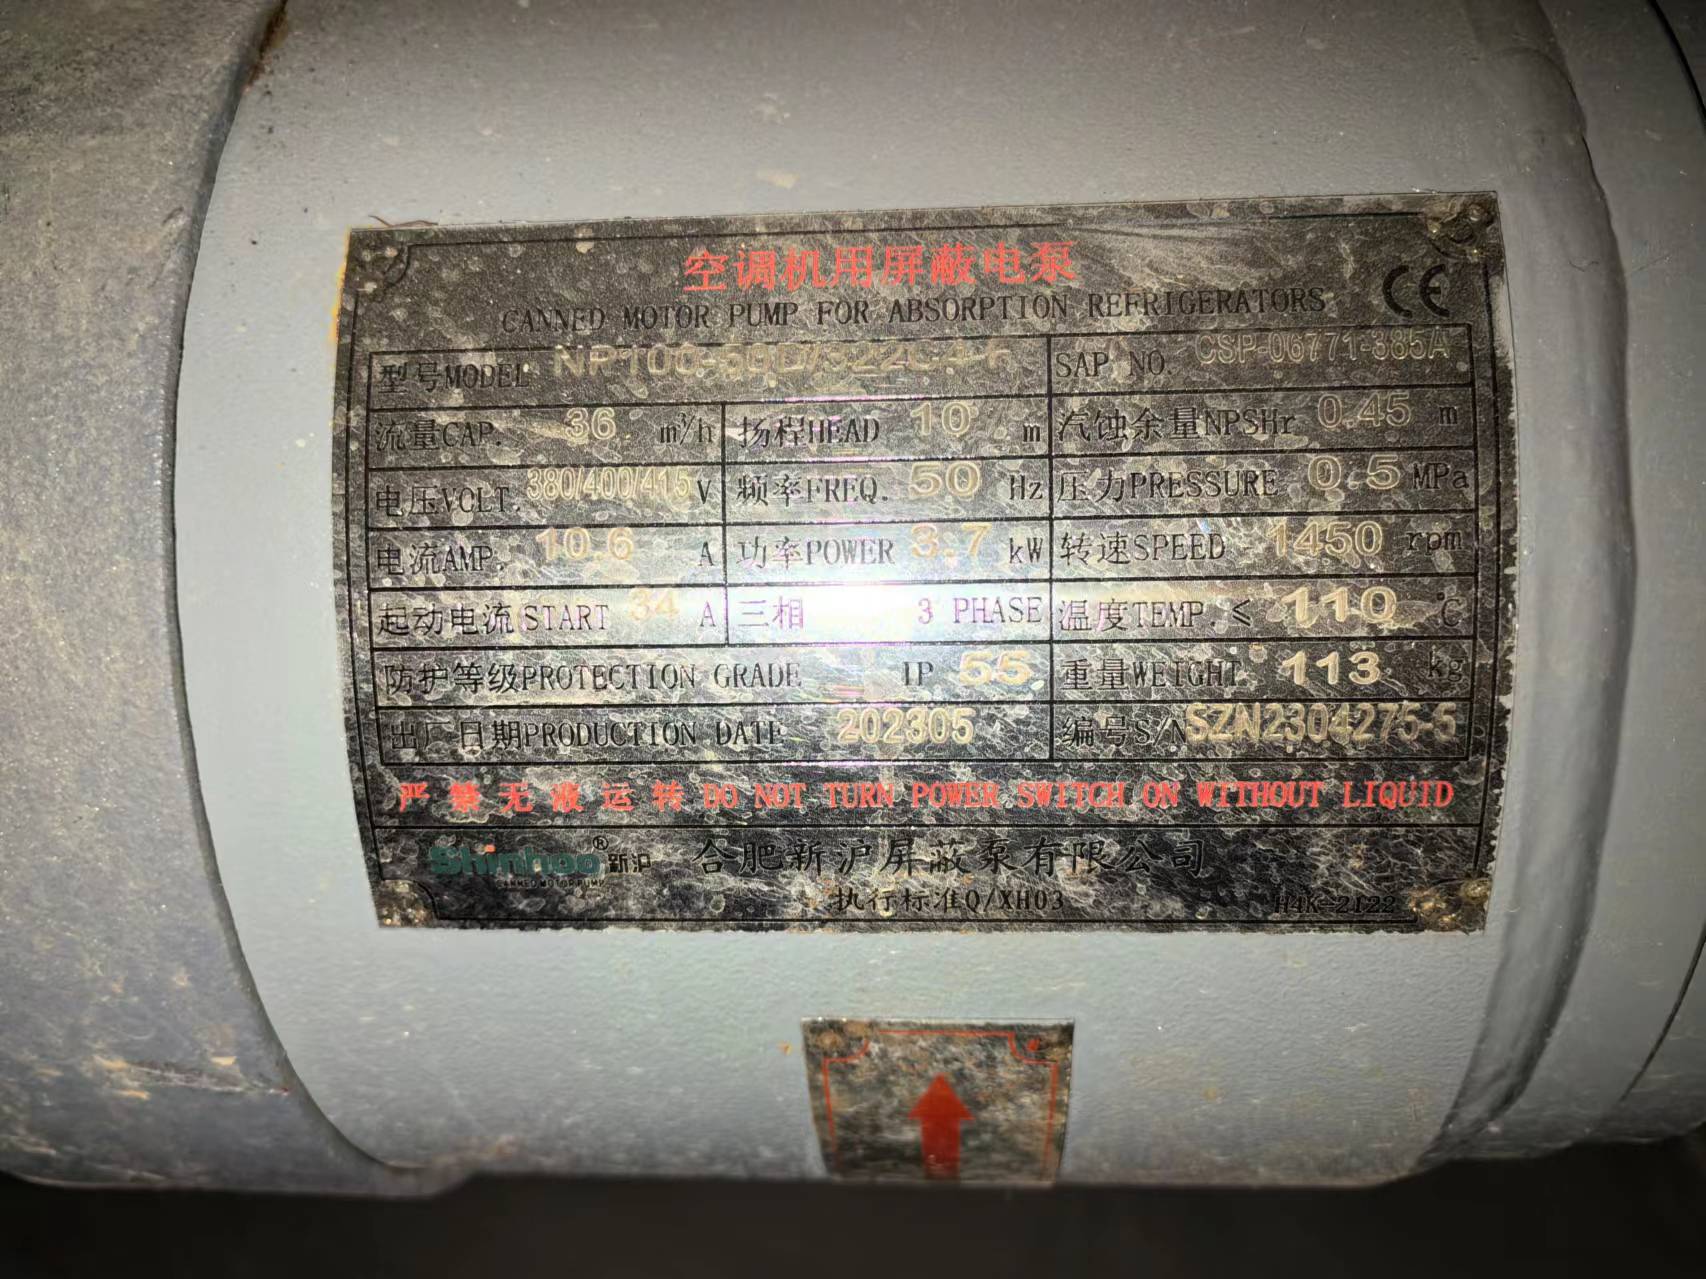 空调机用屏蔽电泵
CANNED MOTOR PUMP FOR ABSORPTION REFRIGERATORS CE
型号MODEL SAP NO. CSP-06771-385A
流量CAP. 36 m³/h 扬程HEAD 10 m 汽蚀余量NPSHr 0.45 m
电压VOLT. 380/400/415 V 频率FREQ. 50 Hz 压力PRESSURE 0.5 MPa
电流AMP. 10.6 A 功率POWER 3.7 kW 转速SPEED 1450 rpm
起动电流START 34 A 三相 3 PHASE 温度TEMP. ≤ 110 ℃
防护等级PROTECTION GRADE IP 55 重量WEIGHT 113 kg
出厂日期PRODUCTION DATE 202305 编号S/N SZN2304275-5
严禁无液运转 DO NOT TURN POWER SWITCH ON WITHOUT LIQUID
Shinhoo® 新沪 合肥新沪屏蔽泵有限公司
CANNED MOTOR PUMP
执行标准Q/XH03 H4K-2122